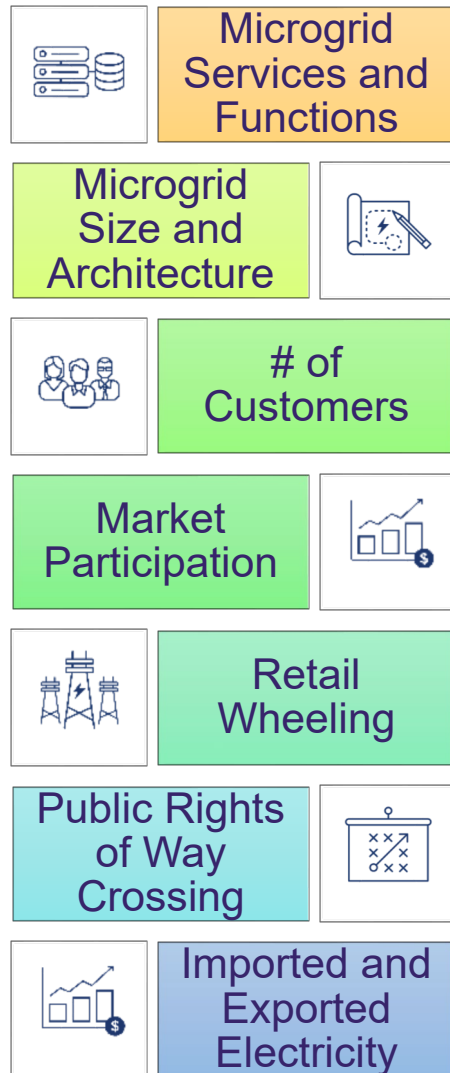 Microgrid
Services and
Functions
Microgrid
Size and
Architecture
# of
Customers
Market
Participation
$
Retail
Wheeling
Public Rights
of Way
Crossing
Imported and
Exported
Electricity
$